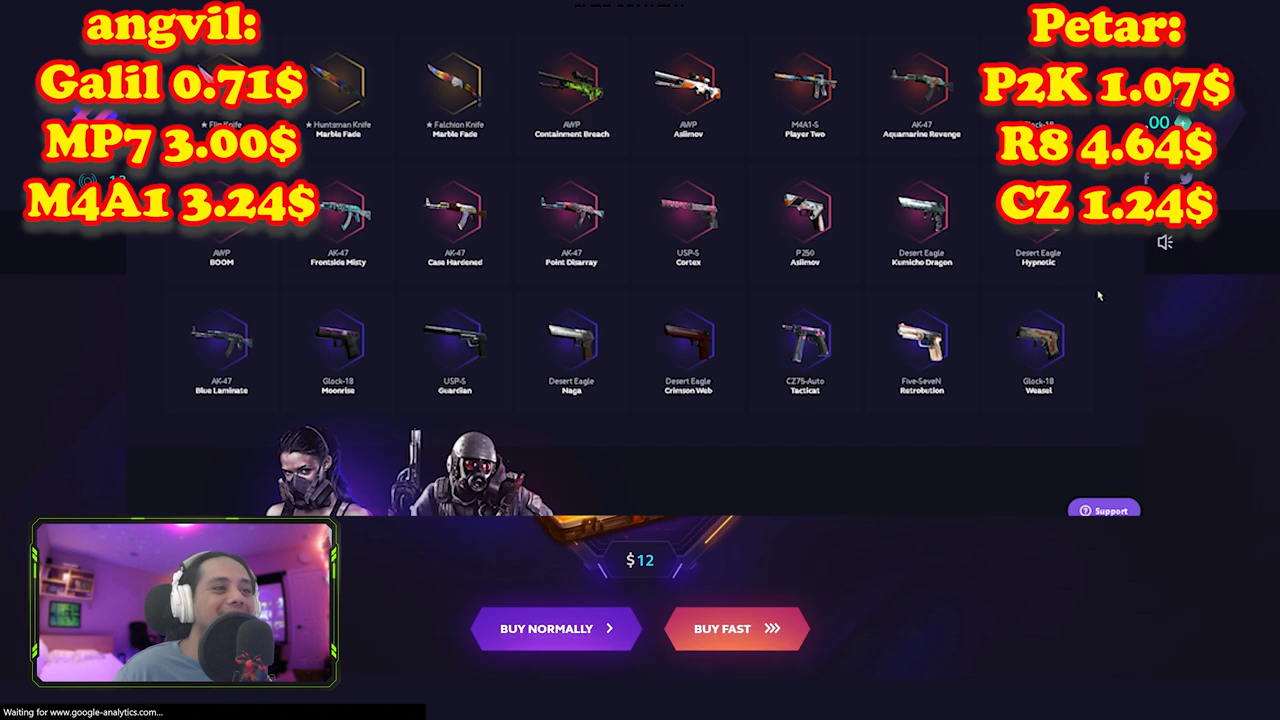 angvil:
Galil 0.71$
MP7 3.00$
M4A1 3.24$
Petar:
P2K 1.07$
R8 4.64$
CZ 1.24$
★ Flip Knife
★ Huntsman Knife
Marble Fade
★ Falchion Knife
Marble Fade
AWP
Containment Breach
AWP
Asiimov
M4A1-S
Player Two
AK-47
Aquamarine Revenge
Glock-18
.00
AWP
BOOM
AK-47
Frontside Misty
AK-47
Case Hardened
AK-47
Point Disarray
USP-S
Cortex
P250
Asiimov
Desert Eagle
Kumicho Dragon
Desert Eagle
Hypnotic
AK-47
Blue Laminate
Glock-18
Moonrise
USP-S
Guardian
Desert Eagle
Naga
Desert Eagle
Crimson Web
CZ75-Auto
Tacticat
Five-SeveN
Retrobution
Glock-18
Weasel
Support
$12
BUY NORMALLY
BUY FAST
Waiting for www.google-analytics.com...